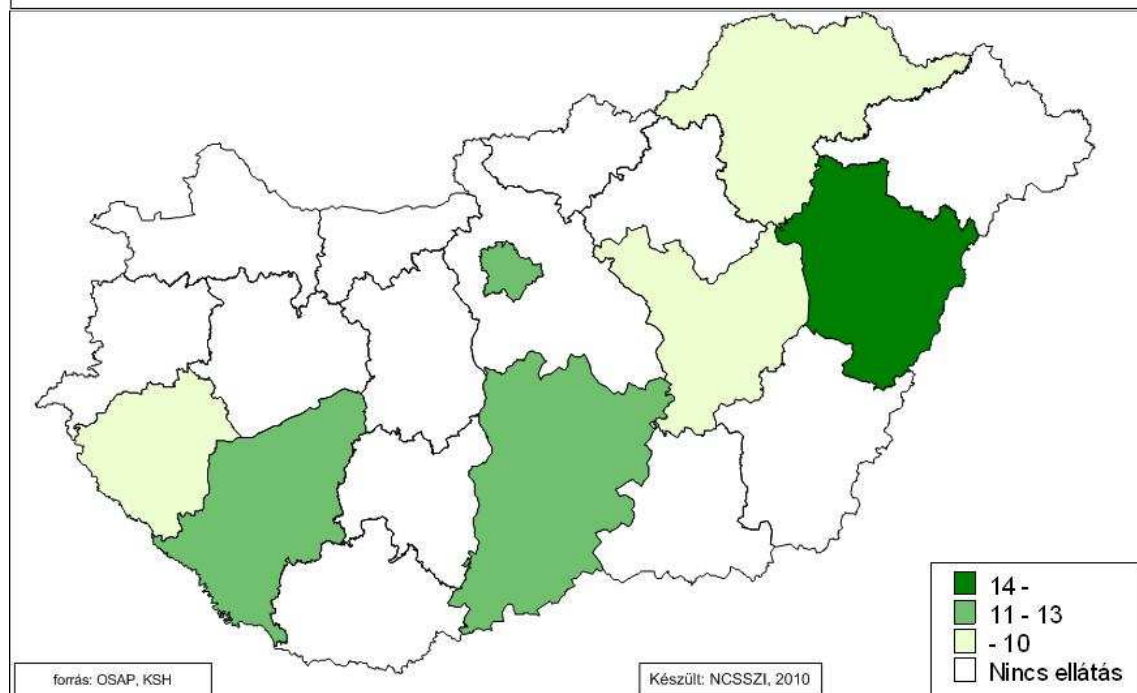 14 -
11 - 13
- 10
Nincs ellátás
forrás: OSAP, KSH
Készült: NCSSZI, 2010